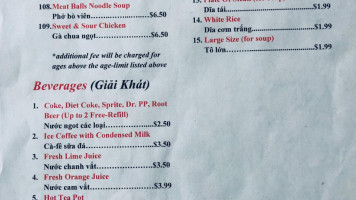 108. Meat Balls Noodle Soup
Phở bò viên $6.50
109. Sweet & Sour Chicken
Gà chua ngọt $6.50
*additional fee will be charged for
ages above the age-limit listed above
Beverages (Giải Khát)
1. Coke, Diet Coke, Sprite, Dr. PP, Root
Beer (Up to 2 Free-Refill)
Nước ngot các loại $2.50
2. Ice Coffee with Condensed Milk
Cà-fê sữa đá $3.50
3. Fresh Lime Juice
Nước chanh vắt $3.50
4. Fresh Orange Juice
Nước cam vắt $3.99
5. Hot Tea Pot
Dĩa tái $1.99
14. White Rice
Dĩa cơm trắng $1.99
15. Large Size (for soup)
Tô lớn $1.99